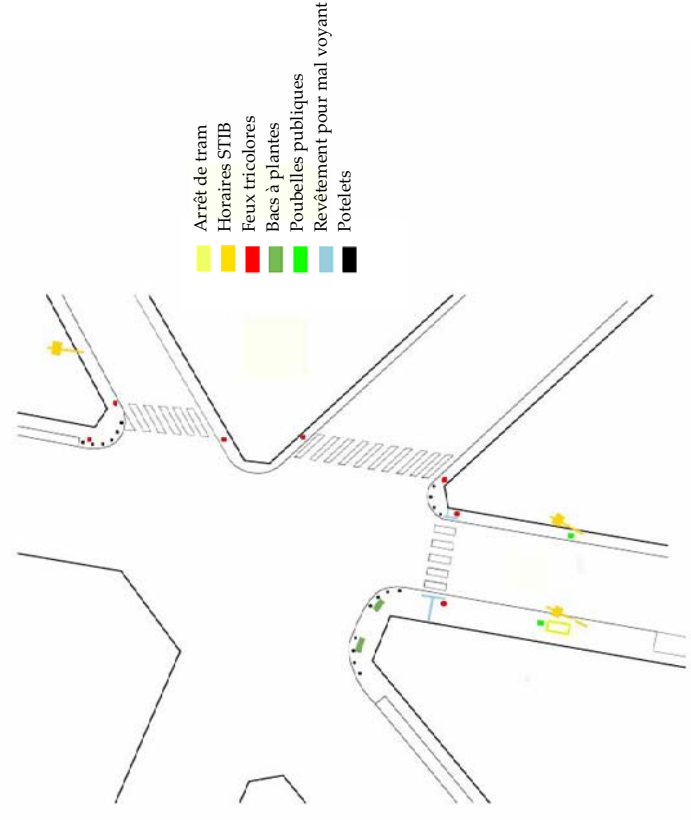 Arrêt de tram
Horaires STIB
Feux tricolores
Bacs à plantes
Poubelles publiques
Revêtement pour mal voyant
Potelets